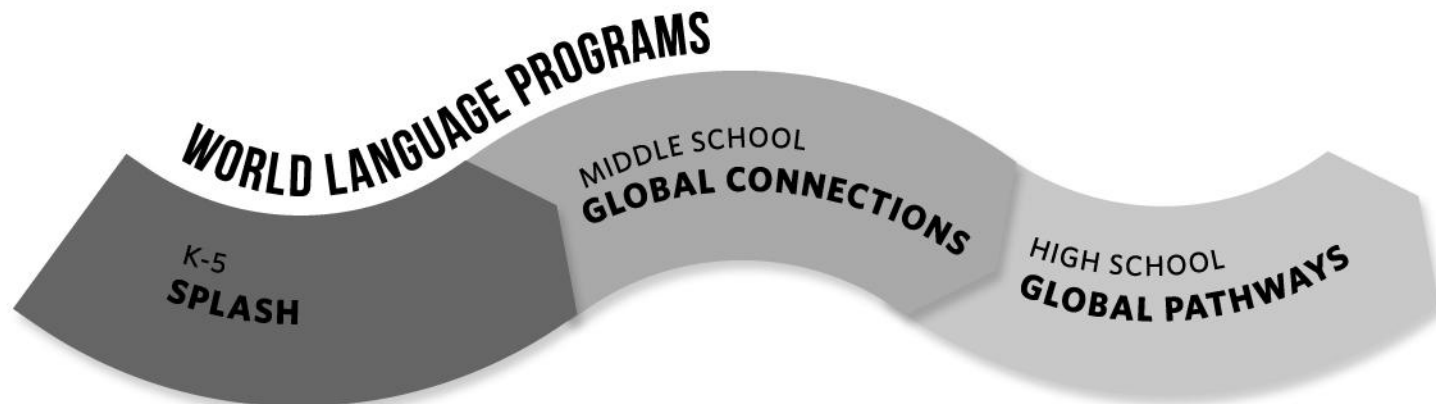 WORLD LANGUAGE PROGRAMS
K-5
SPLASH
MIDDLE SCHOOL
GLOBAL CONNECTIONS
HIGH SCHOOL
GLOBAL PATHWAYS